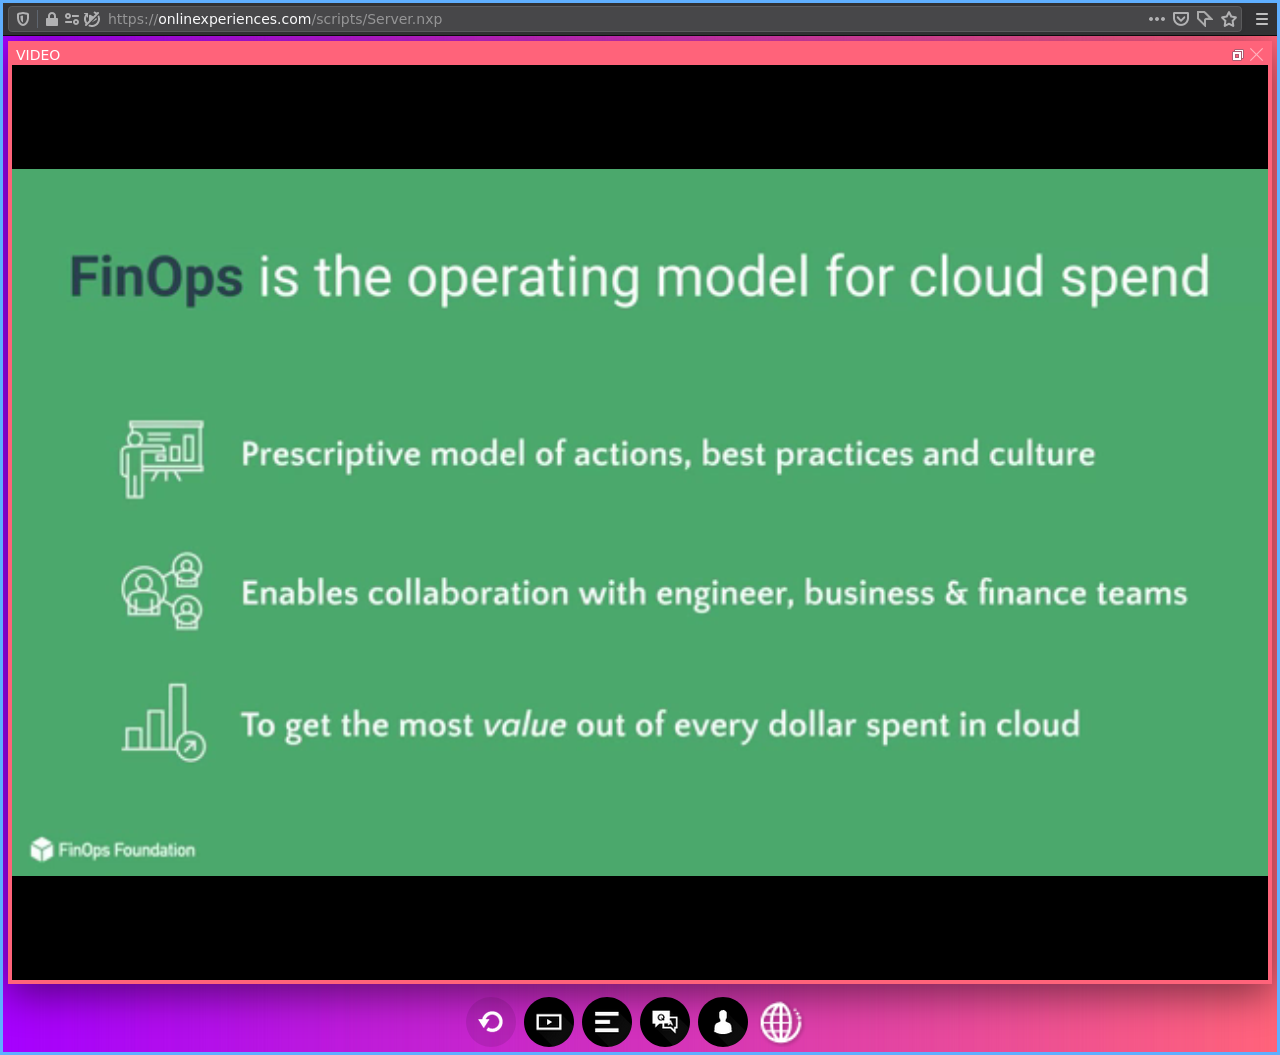 https://onlinexperiences.com/scripts/Server.nxp
VIDEO
FinOps is the operating model for cloud spend
Prescriptive model of actions, best practices and culture
Enables collaboration with engineer, business & finance teams
To get the most value out of every dollar spent in cloud
FinOps Foundation